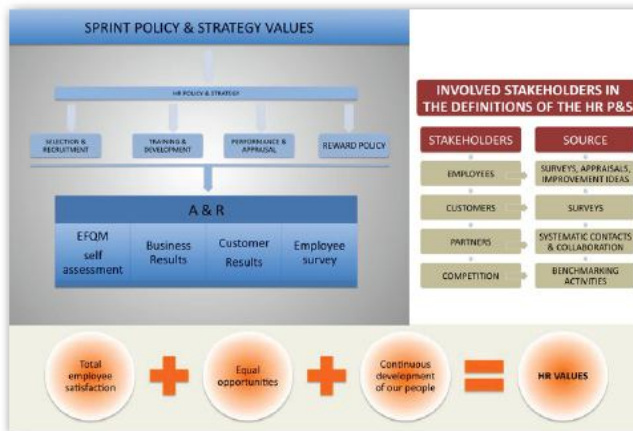 SPRINT POLICY & STRATEGY VALUES
HR POLICY & STRATEGY
SELECTION &
RECRUITMENT
TRAINING &
DEVELOPMENT
PERFORMANCE &
APPRAISAL
REWARD POLICY
A & R
EFQM
self
assessment
Business
Results
Customer
Results
Employee
survey
INVOLVED STAKEHOLDERS IN
THE DEFINITIONS OF THE HR P&S
STAKEHOLDERS
SOURCE
EMPLOYEES
SURVEYS, APPRAISALS,
IMPROVEMENT IDEAS
CUSTOMERS
SURVEYS
PARTNERS
SYSTEMATIC CONTACTS
& COLLABORATION
COMPETITION
BENCHMARKING
ACTIVITIES
Total
employee
satisfaction
+
Equal
opportunities
+
Continuous
development
of our people
=
HR VALUES